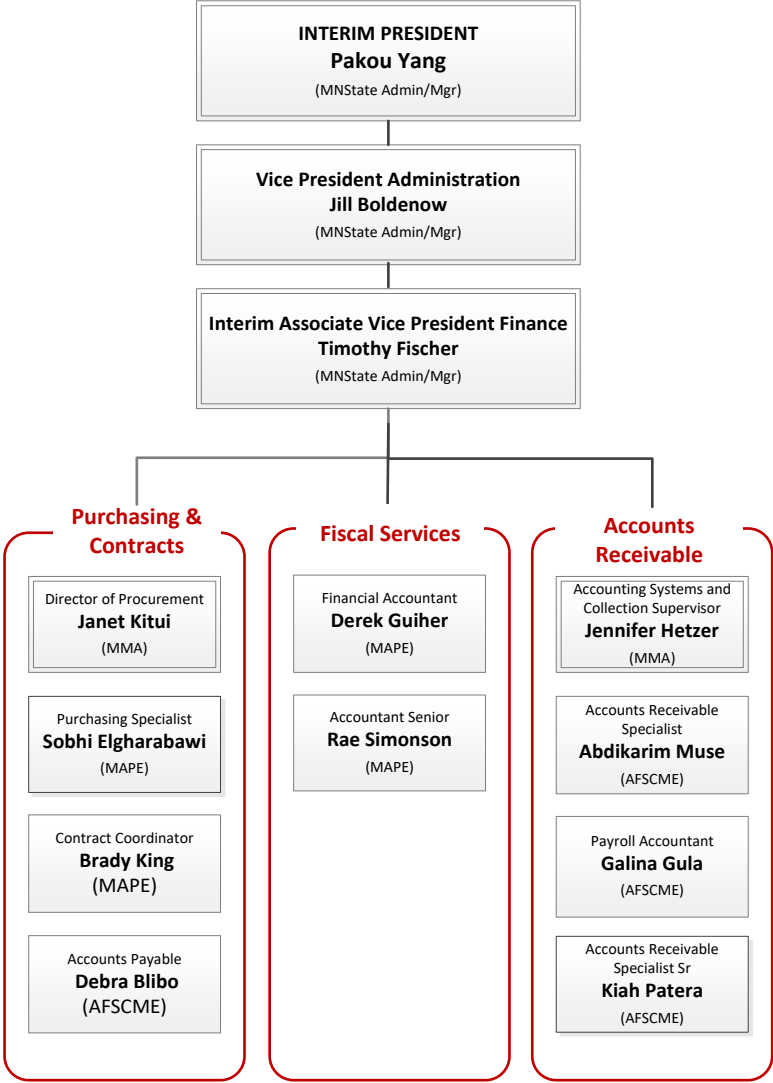 INTERIM PRESIDENT
Pakou Yang
(MNState Admin/Mgr)
Vice President Administration
Jill Boldenow
(MNState Admin/Mgr)
Interim Associate Vice President Finance
Timothy Fischer
(MNState Admin/Mgr)
Purchasing &
Contracts
Director of Procurement
Janet Kitui
(MMA)
Purchasing Specialist
Sobhi Elgharabawi
(MAPE)
Contract Coordinator
Brady King
(MAPE)
Accounts Payable
Debra Blibo
(AFSCME)
Fiscal Services
Financial Accountant
Derek Guiher
(MAPE)
Accountant Senior
Rae Simonson
(MAPE)
Accounts
Receivable
Accounting Systems and
Collection Supervisor
Jennifer Hetzer
(MMA)
Accounts Receivable
Specialist
Abdikarim Muse
(AFSCME)
Payroll Accountant
Galina Gula
(AFSCME)
Accounts Receivable
Specialist Sr
Kiah Patera
(AFSCME)